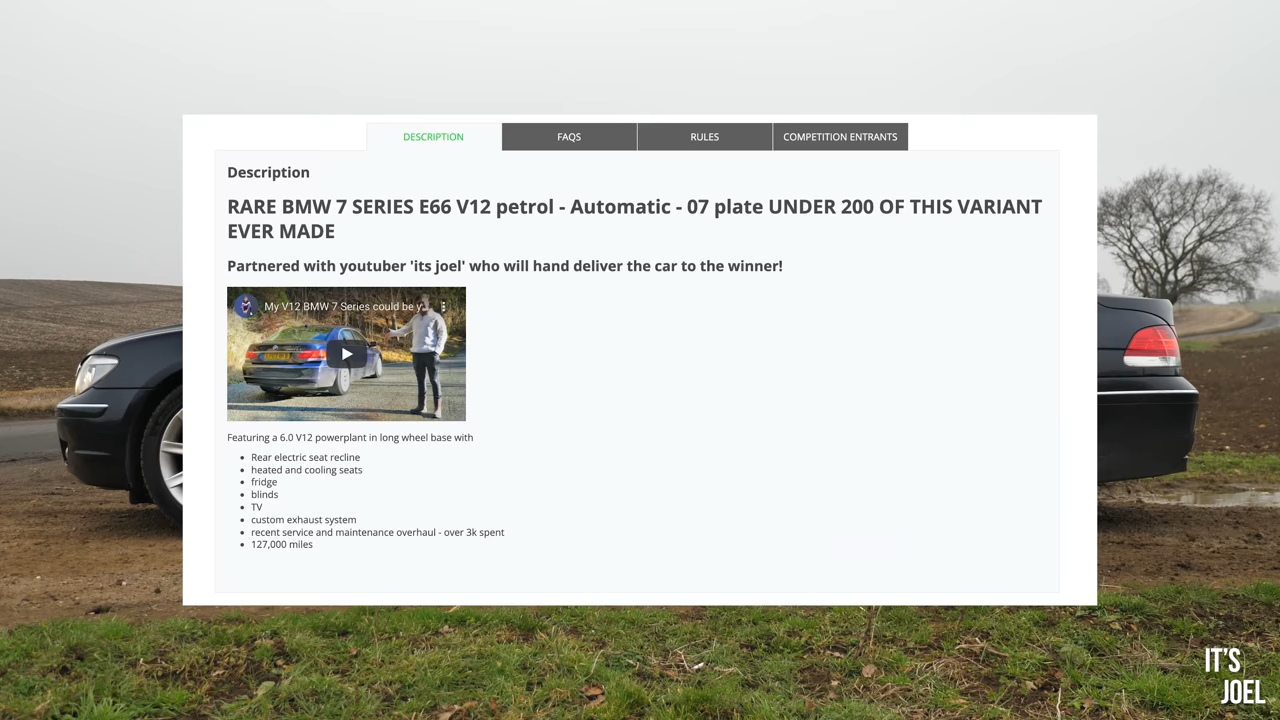 DESCRIPTION
FAQS
RULES
COMPETITION ENTRANTS
Description
RARE BMW 7 SERIES E66 V12 petrol - Automatic - 07 plate UNDER 200 OF THIS VARIANT
EVER MADE
Partnered with youtuber 'its joel' who will hand deliver the car to the winner!
My V12 BMW 7 Series could be y...
Featuring a 6.0 V12 powerplant in long wheel base with
Rear electric seat recline
heated and cooling seats
fridge
blinds
TV
custom exhaust system
recent service and maintenance overhaul - over 3k spent
127,000 miles
IT'S
JOEL